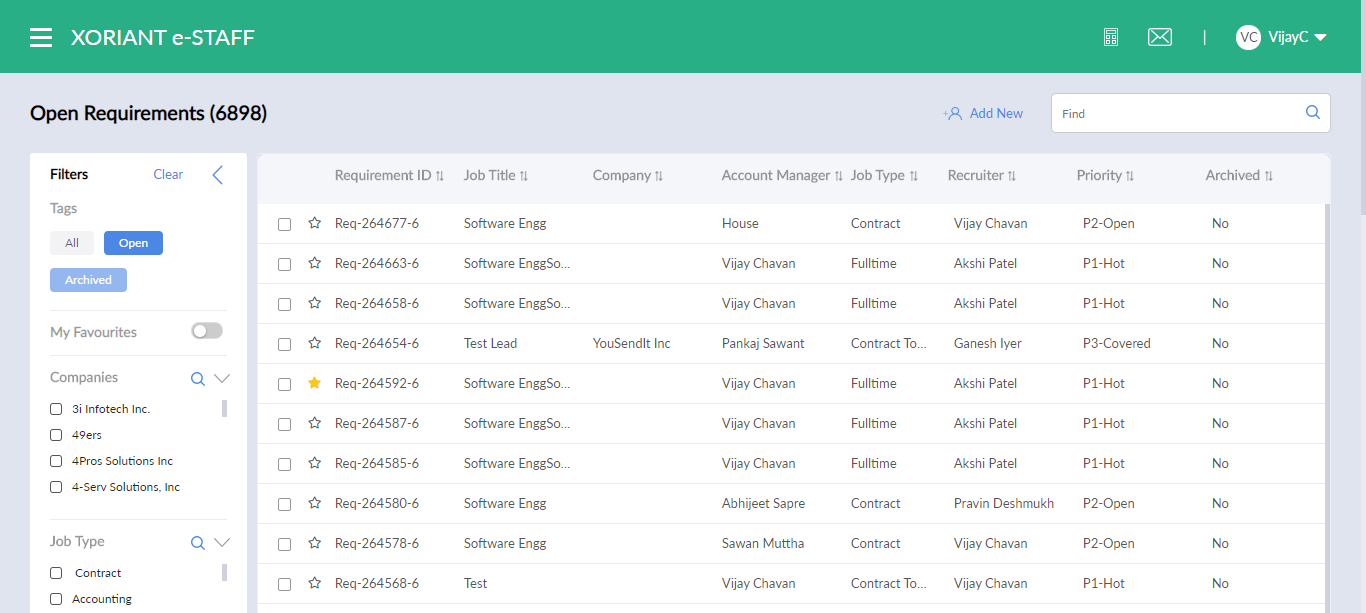 XORIANT e-STAFF
| VC VijayC
Open Requirements (6898)
Add New
Find
Filters Clear
Tags
All Open
Archived
My Favourites
Companies
3i Infotech Inc.
49ers
4Pros Solutions Inc
4-Serv Solutions, Inc
Job Type
Contract
Accounting
Requirement ID Job Title Company Account Manager Job Type Recruiter Priority Archived
Req-264677-6 Software Engg House Contract Vijay Chavan P2-Open No
Req-264663-6 Software EnggSo... Vijay Chavan Fulltime Akshi Patel P1-Hot No
Req-264658-6 Software EnggSo... Vijay Chavan Fulltime Akshi Patel P1-Hot No
Req-264654-6 Test Lead YouSendIt Inc Pankaj Sawant Contract To... Ganesh Iyer P3-Covered No
Req-264592-6 Software EnggSo... Vijay Chavan Fulltime Akshi Patel P1-Hot No
Req-264587-6 Software EnggSo... Vijay Chavan Fulltime Akshi Patel P1-Hot No
Req-264585-6 Software EnggSo... Vijay Chavan Fulltime Akshi Patel P1-Hot No
Req-264580-6 Software Engg Abhijeet Sapre Contract Pravin Deshmukh P2-Open No
Req-264578-6 Software Engg Sawan Muttha Contract Vijay Chavan P2-Open No
Req-264568-6 Test Vijay Chavan Contract To... Vijay Chavan P1-Hot No